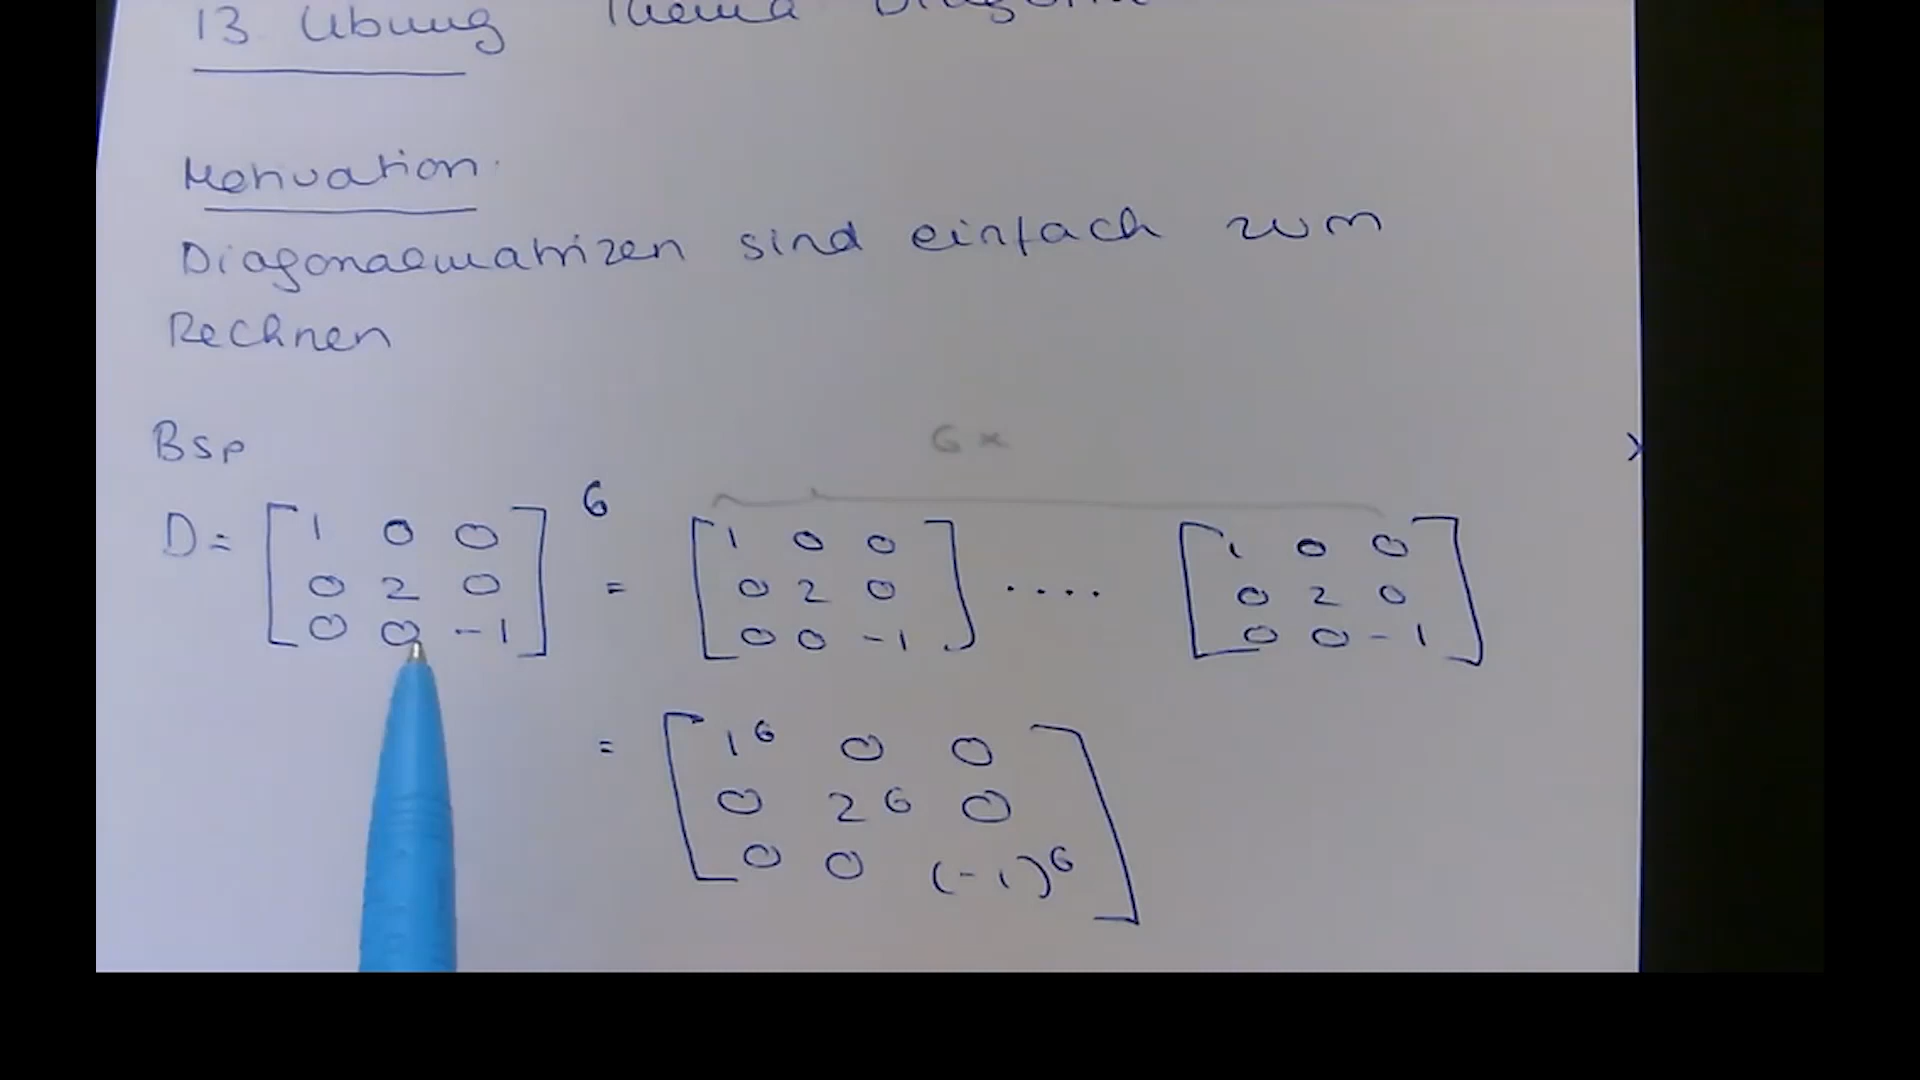 13 Übung Thema
Motivation:
Diagonalmatrizen sind einfach zum
Rechnen
Bsp
6 x
D = [ 1 0 0 ] 6 [ 1 0 0 ] [ 1 0 0 ]
[ 0 2 0 ] = [ 0 2 0 ] .... [ 0 2 0 ]
[ 0 0 -1 ] [ 0 0 -1 ] [ 0 0 -1 ]
= [ 1^6 0 0 ]
[ 0 2^6 0 ]
[ 0 0 (-1)^6 ]